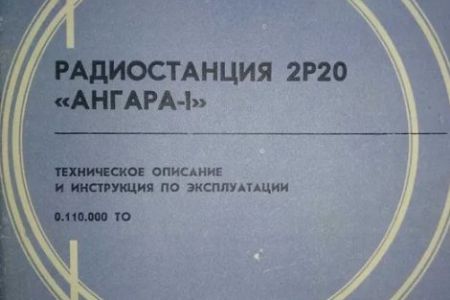 РАДИОСТАНЦИЯ 2Р20
«АНГАРА-I»
ТЕХНИЧЕСКОЕ ОПИСАНИЕ
И ИНСТРУКЦИЯ ПО ЭКСПЛУАТАЦИИ
0.110.000 ТО